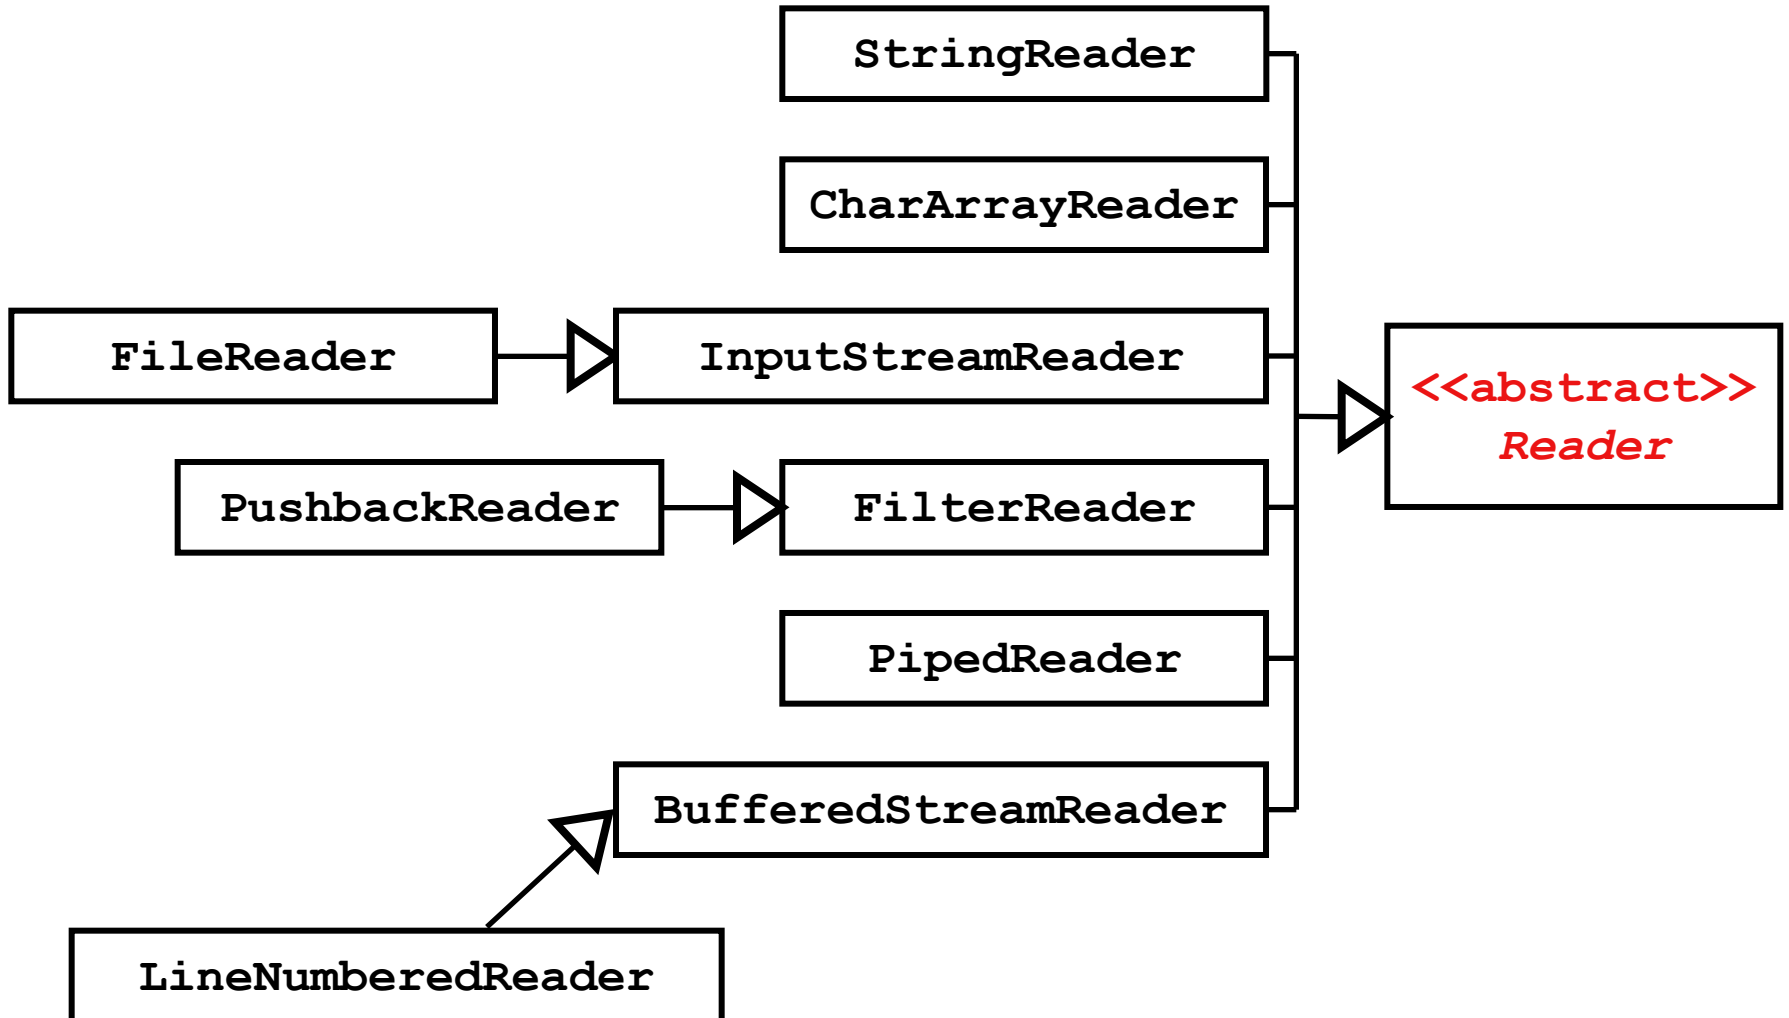 StringReader
CharArrayReader
FileReader
InputStreamReader
<<abstract>>
Reader
PushbackReader
FilterReader
PipedReader
BufferedStreamReader
LineNumberedReader